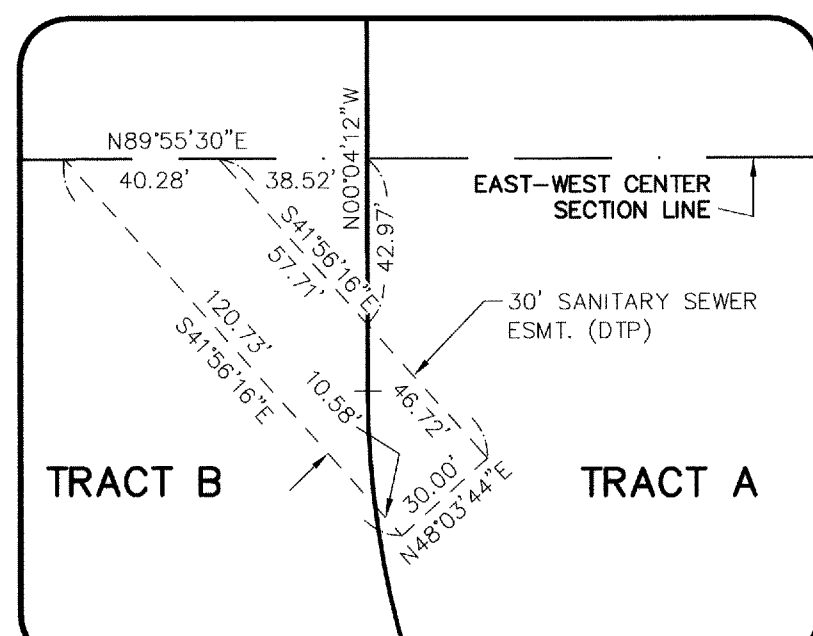 N89°55'30"E
40.28'
38.52'
N00°04'12"W
42.97'
EAST-WEST CENTER
SECTION LINE
S41°56'16"E
57.71'
30' SANITARY SEWER
ESMT. (DTP)
120.73'
S41°56'16"E
10.58'
46.72'
30.00'
N48°03'44"E
TRACT B
TRACT A